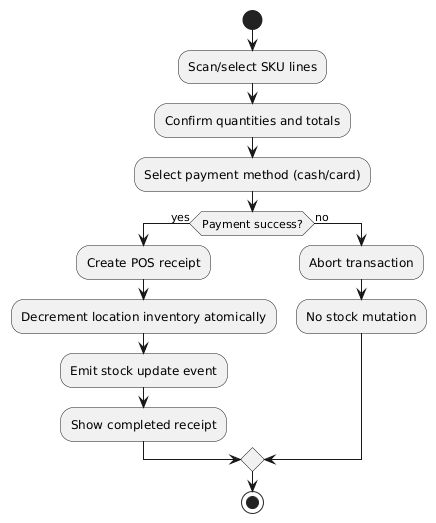 Scan/select SKU lines
Confirm quantities and totals
Select payment method (cash/card)
yes
Payment success?
no
Create POS receipt
Abort transaction
Decrement location inventory atomically
No stock mutation
Emit stock update event
Show completed receipt